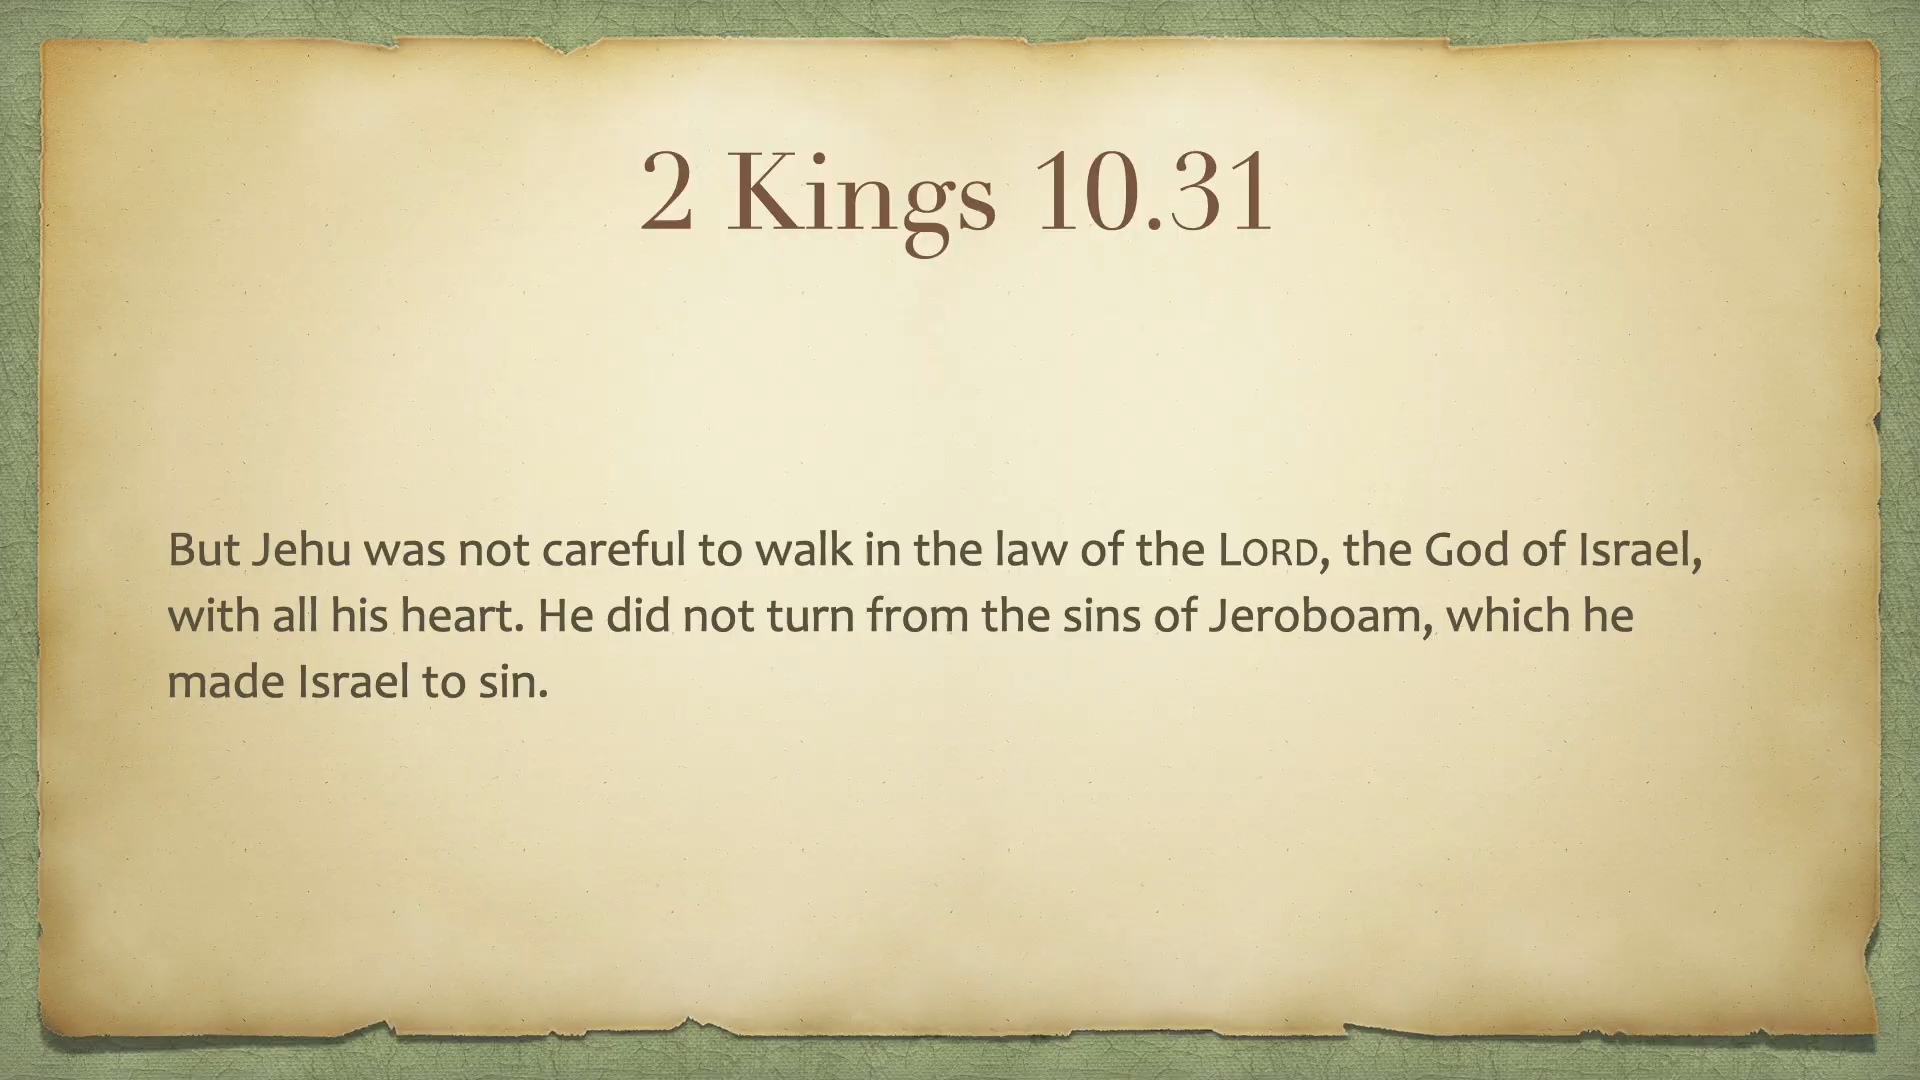 2 Kings 10.31
But Jehu was not careful to walk in the law of the LORD, the God of Israel,
with all his heart. He did not turn from the sins of Jeroboam, which he
made Israel to sin.